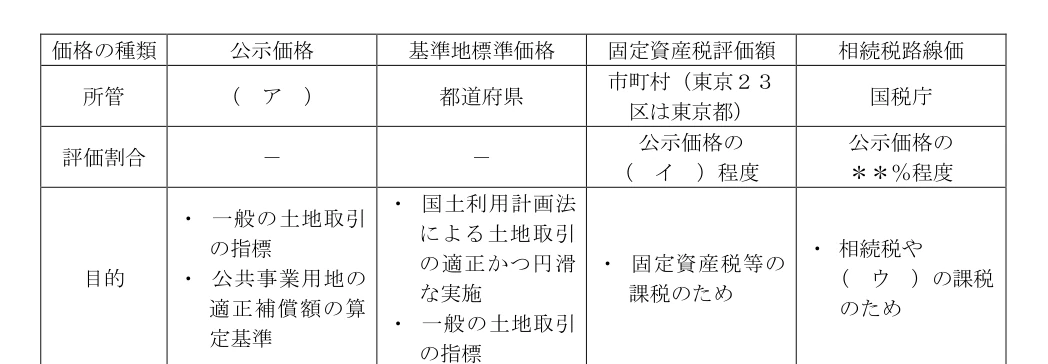 価格の種類 公示価格 基準地標準価格 固定資産税評価額 相続税路線価
所管 ( ア ) 都道府県 市町村（東京２３
区は東京都） 国税庁
評価割合 － － 公示価格の
( イ )程度 公示価格の
＊＊％程度
目的 ・ 一般の土地取引
の指標
・ 公共事業用地の
適正補償額の算
定基準
・ 国土利用計画法
による土地取引
の適正かつ円滑
な実施
・ 一般の土地取引
の指標
・ 固定資産税等の
課税のため
・ 相続税や
( ウ )の課税
のため